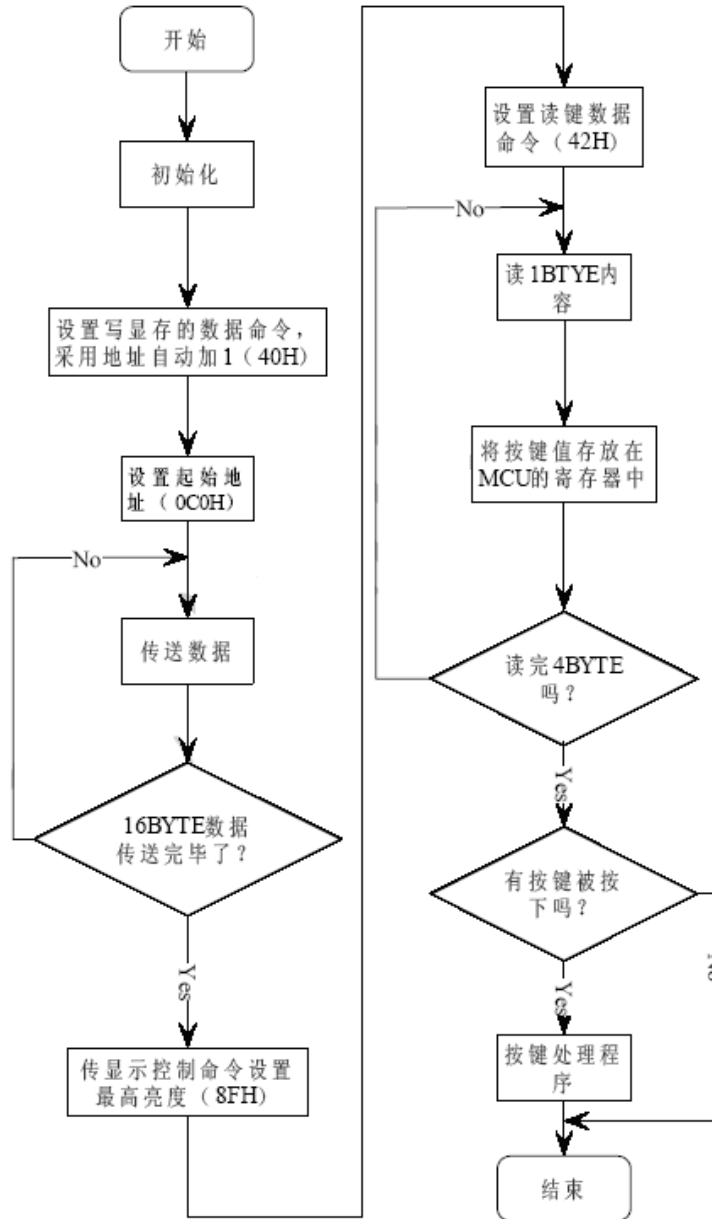 开始
初始化
设置写显存的数据命令，
采用地址自动加1（40H）
设置起始地
址（0C0H）
No
传送数据
16BYTE数据
传送完毕了？
Yes
传显示控制命令设置
最高亮度（8FH）
设置读键数据
命令（42H）
No
读1BTYE内
容
将按键值存放在
MCU的寄存器中
读完4BYTE
吗？
Yes
有按键被按
下吗？
No
Yes
按键处理程
序
结束